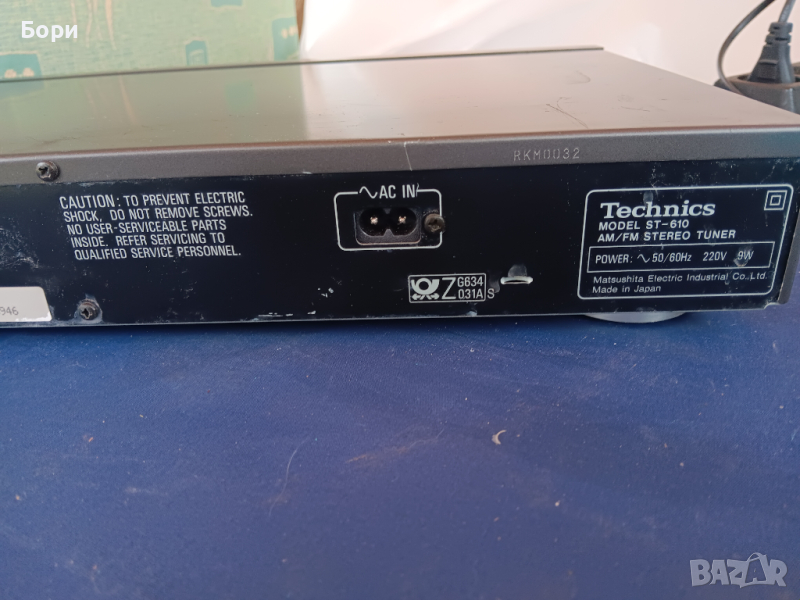 Бори
RKM0032
CAUTION: TO PREVENT ELECTRIC
SHOCK, DO NOT REMOVE SCREWS.
NO USER-SERVICEABLE PARTS
INSIDE. REFER SERVICING TO
QUALIFIED SERVICE PERSONNEL.
∿AC IN
Technics
MODEL ST-610
AM/FM STEREO TUNER
POWER: ∿50/60Hz 220V 9W
Matsushita Electric Industrial Co., Ltd.
Made in Japan
Z G634
031A S
946
BAZAR